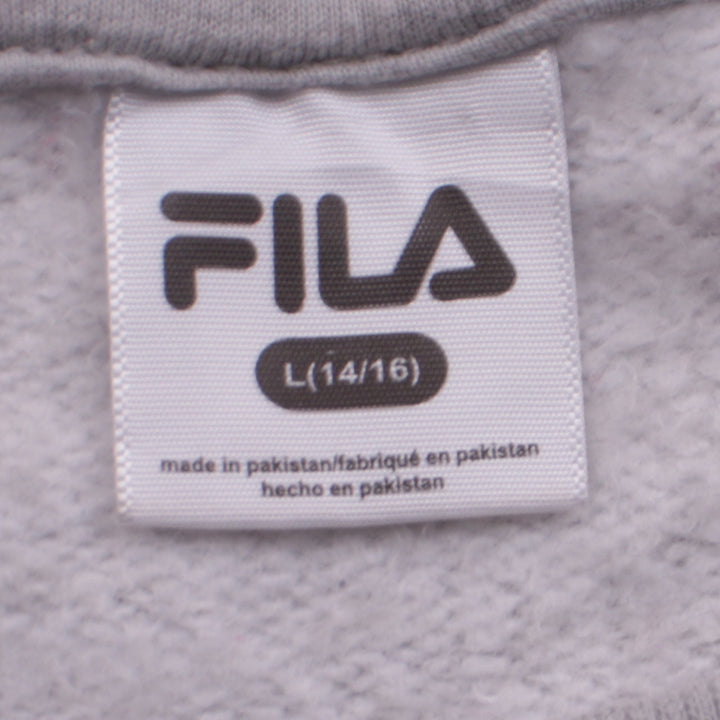 FILA
L(14/16)
made in pakistan/fabriqué en pakistan
hecho en pakistan